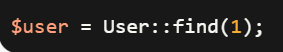 $user = User::find(1);